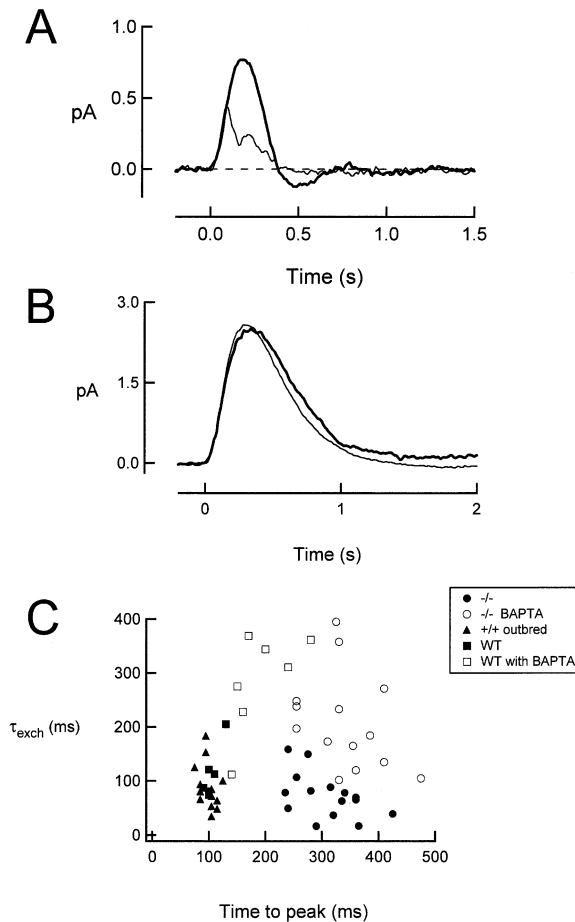 A
1.0
0.5
pA
0.0
0.0 0.5 1.0 1.5
Time (s)
B
3.0
1.5
pA
0.0
0 1 2
Time (s)
C
-/-
-/- BAPTA
+/+ outbred
WT
WT with BAPTA
400
300
200
100
0
τexch (ms)
0 100 200 300 400 500
Time to peak (ms)